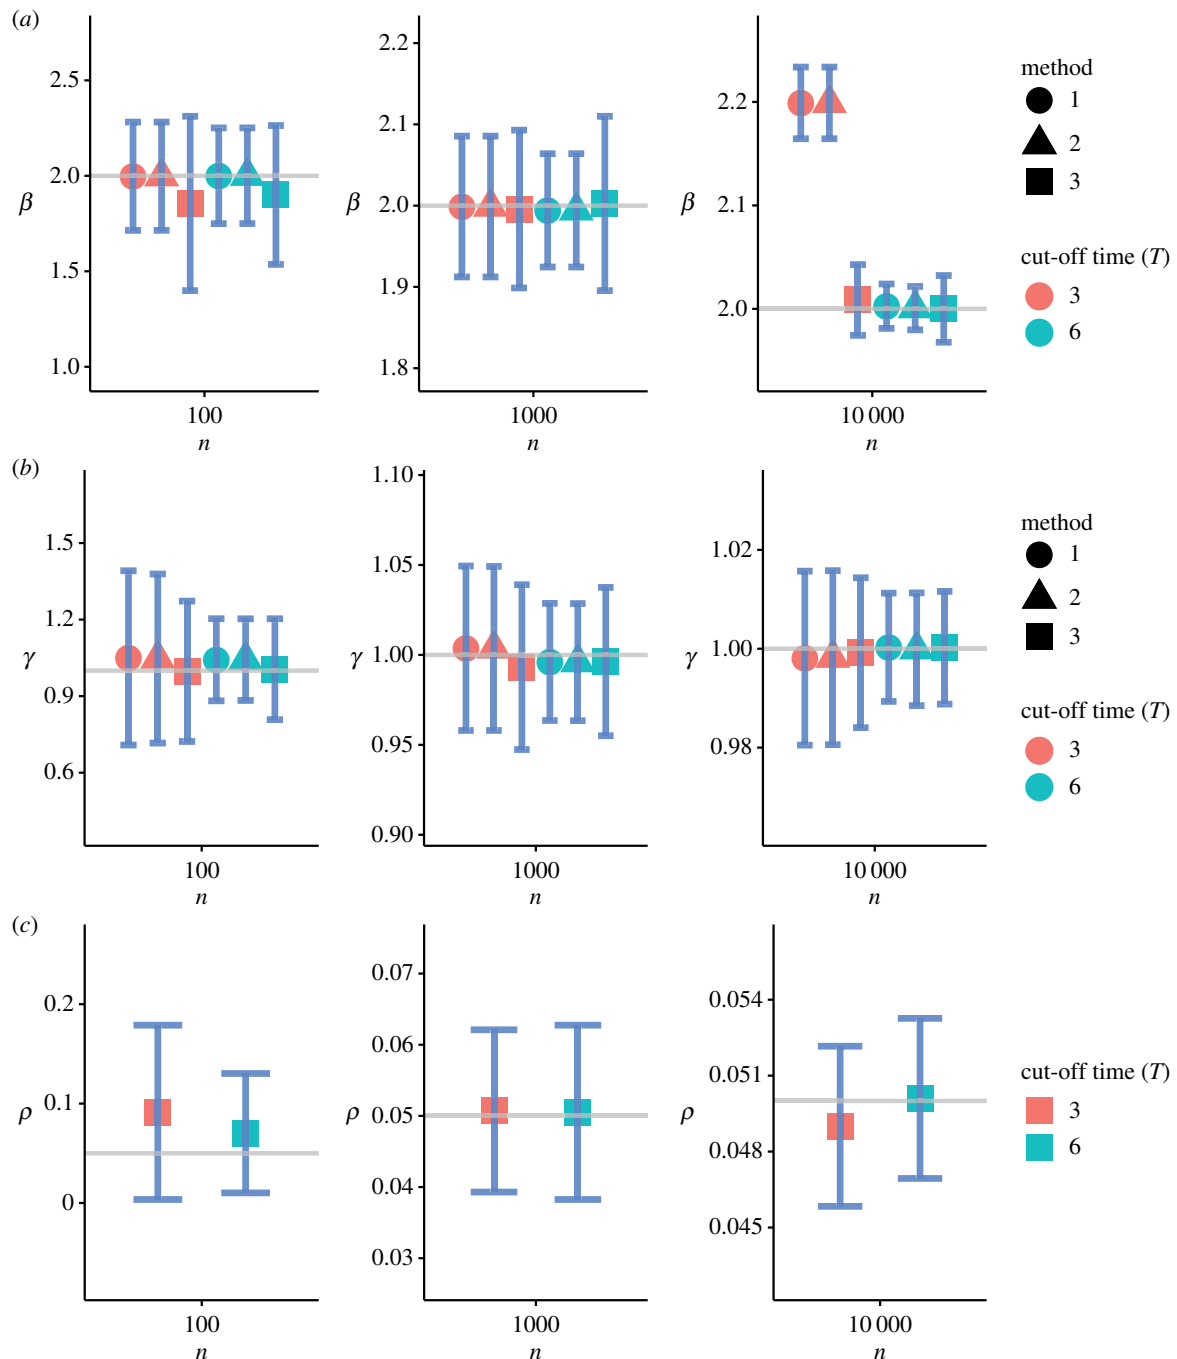 (a)
2.5
2.0
1.5
1.0
β
100
n
2.2
2.1
2.0
1.9
1.8
β
1000
n
2.2
2.1
2.0
β
10 000
n
method
1
2
3
cut-off time (T)
3
6
(b)
1.5
1.2
0.9
0.6
γ
100
n
1.10
1.05
1.00
0.95
0.90
γ
1000
n
1.02
1.00
0.98
γ
10 000
n
method
1
2
3
cut-off time (T)
3
6
(c)
0.2
0.1
0
ρ
100
n
0.07
0.06
0.05
0.04
0.03
ρ
1000
n
0.054
0.051
0.048
0.045
ρ
10 000
n
cut-off time (T)
3
6